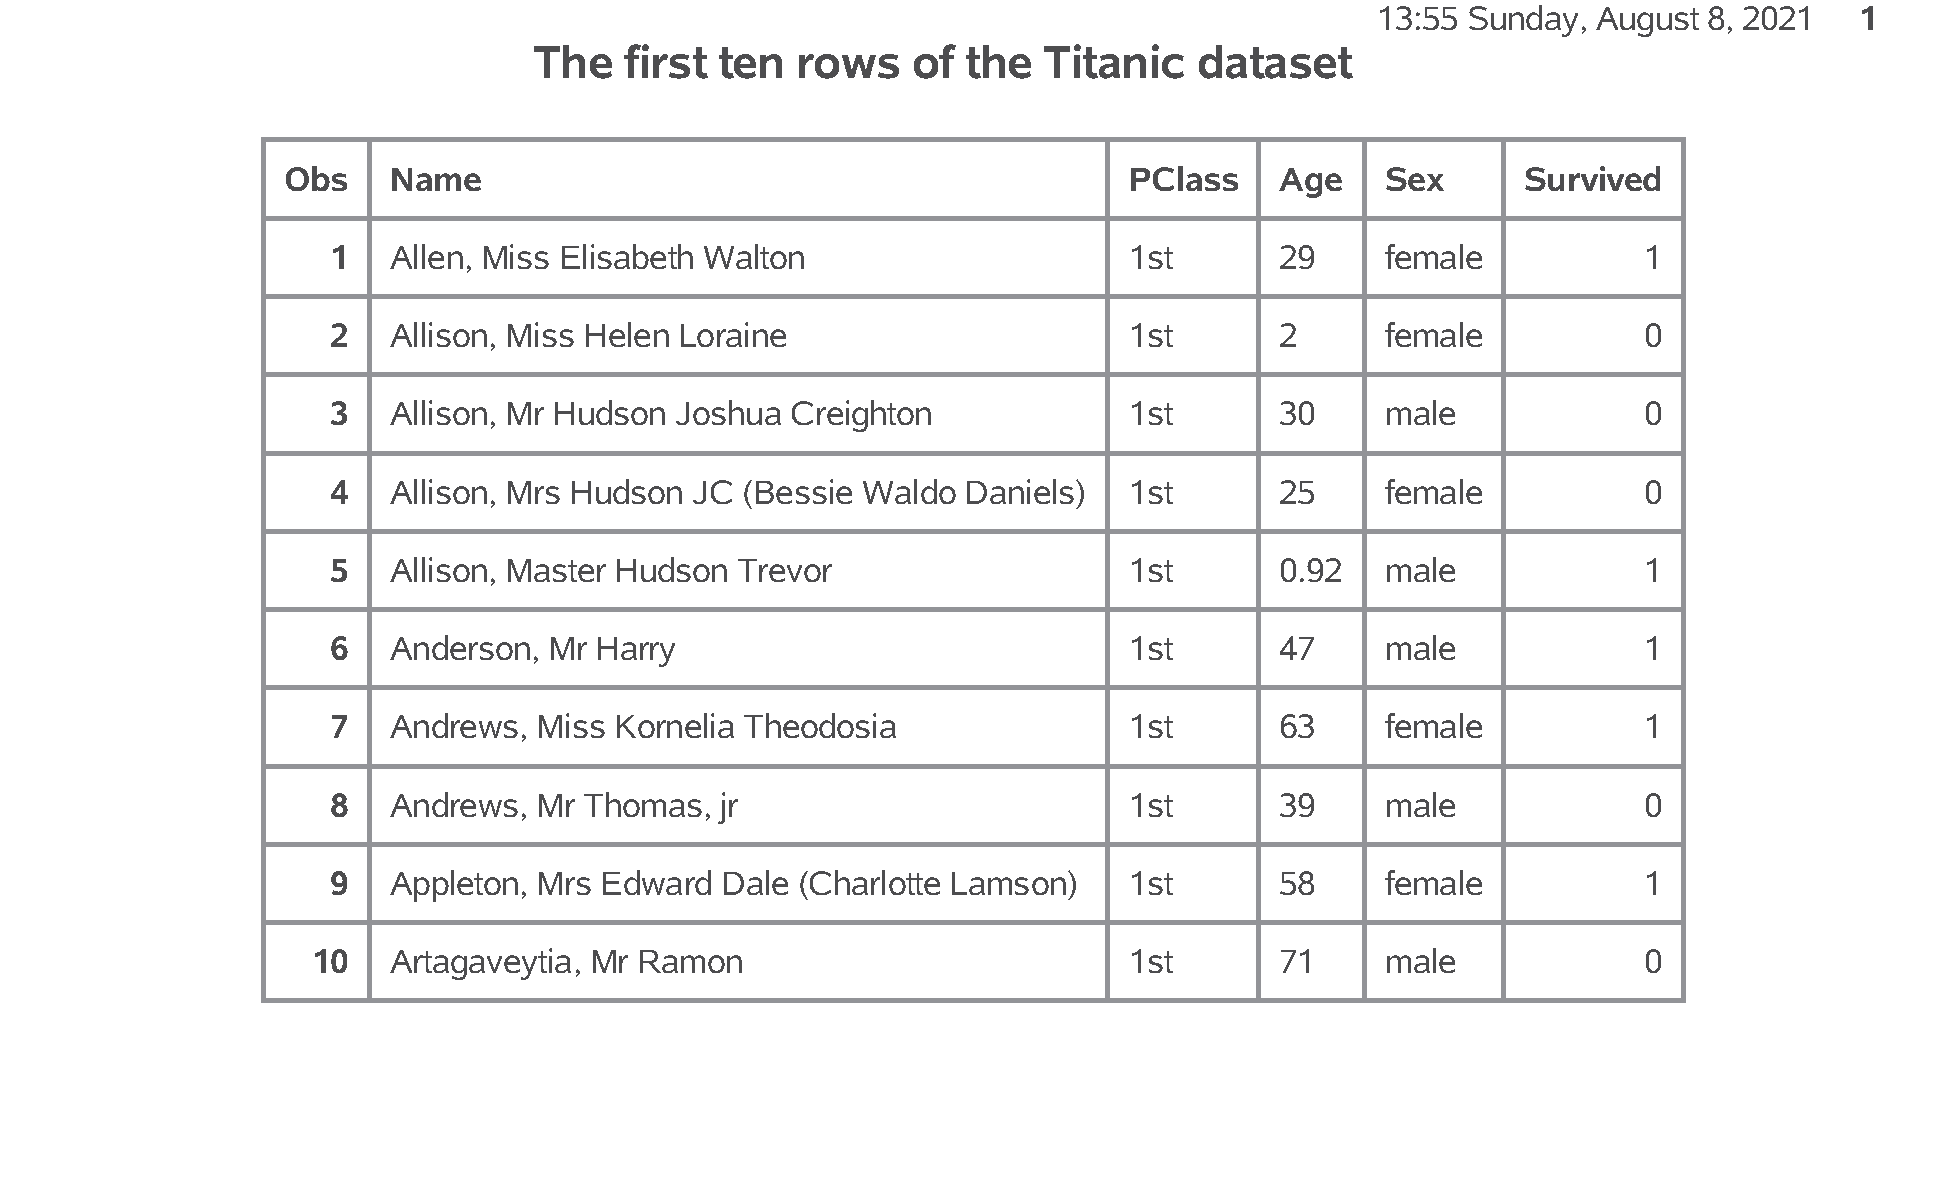 13:55 Sunday, August 8, 2021 1
The first ten rows of the Titanic dataset
Obs Name PClass Age Sex Survived
1 Allen, Miss Elisabeth Walton 1st 29 female 1
2 Allison, Miss Helen Loraine 1st 2 female 0
3 Allison, Mr Hudson Joshua Creighton 1st 30 male 0
4 Allison, Mrs Hudson JC (Bessie Waldo Daniels) 1st 25 female 0
5 Allison, Master Hudson Trevor 1st 0.92 male 1
6 Anderson, Mr Harry 1st 47 male 1
7 Andrews, Miss Kornelia Theodosia 1st 63 female 1
8 Andrews, Mr Thomas, jr 1st 39 male 0
9 Appleton, Mrs Edward Dale (Charlotte Lamson) 1st 58 female 1
10 Artagaveytia, Mr Ramon 1st 71 male 0